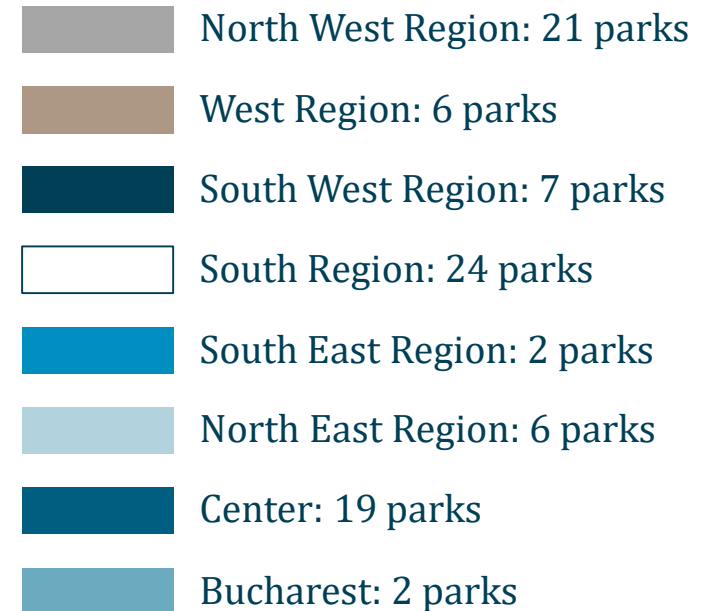 North West Region: 21 parks
West Region: 6 parks
South West Region: 7 parks
South Region: 24 parks
South East Region: 2 parks
North East Region: 6 parks
Center: 19 parks
Bucharest: 2 parks